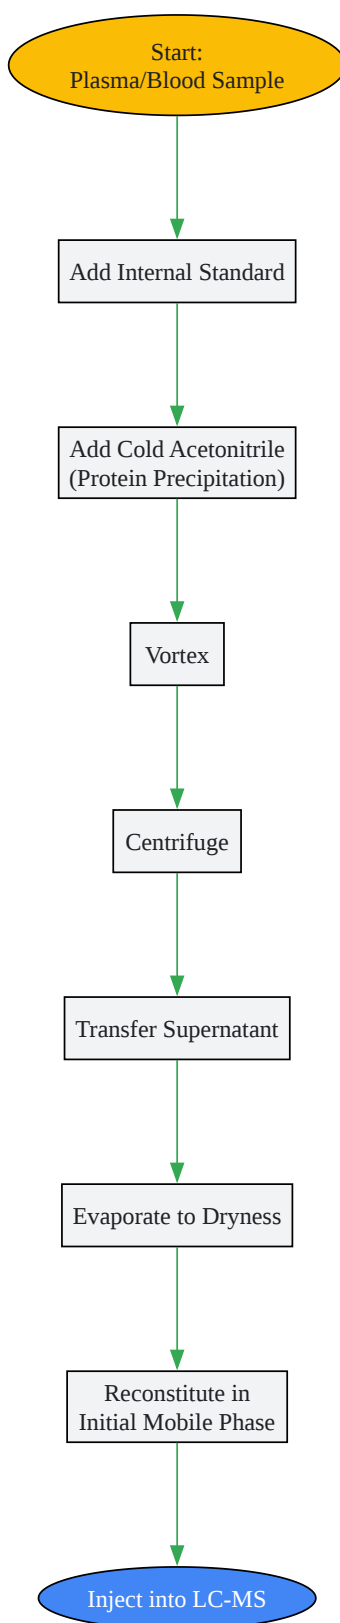 Start:
Plasma/Blood Sample
Add Internal Standard
Add Cold Acetonitrile
(Protein Precipitation)
Vortex
Centrifuge
Transfer Supernatant
Evaporate to Dryness
Reconstitute in
Initial Mobile Phase
Inject into LC-MS